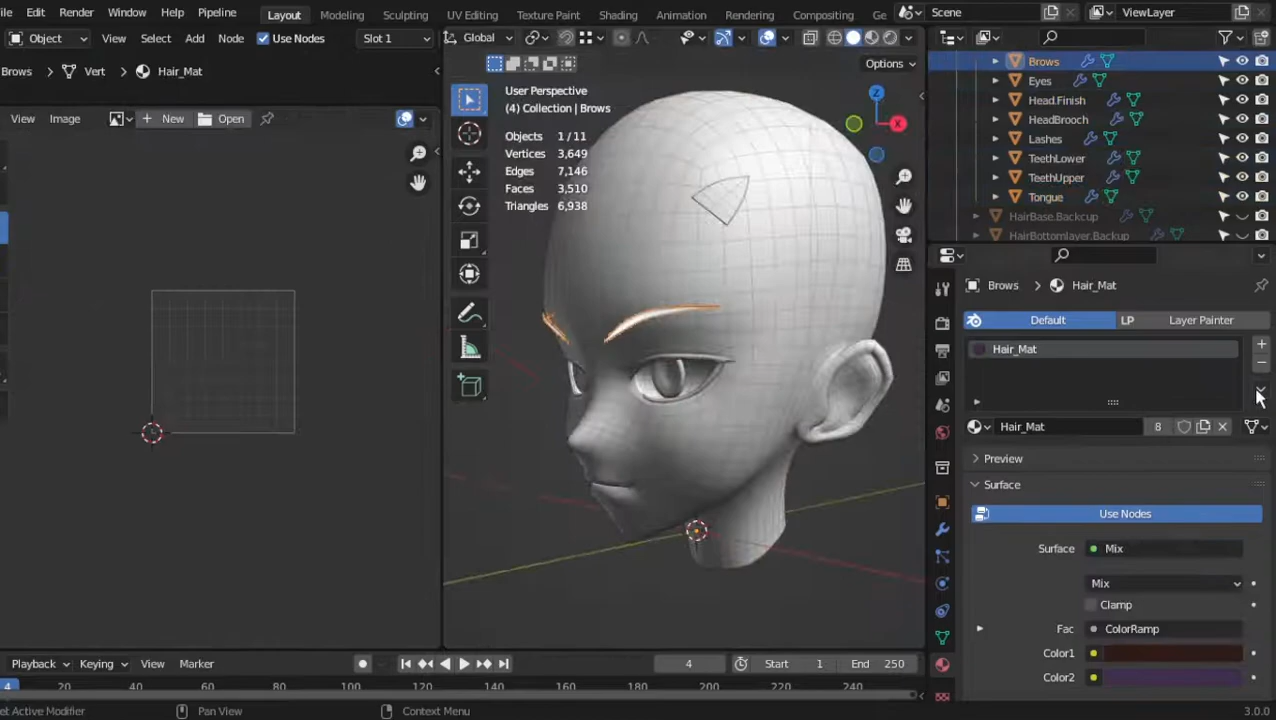 ile Edit Render Window Help Pipeline Layout Modeling Sculpting UV Editing Texture Paint Shading Animation Rendering Compositing Ge Scene ViewLayer
Object View Select Add Node Use Nodes Slot 1 Global
Options
Brows Vert Hair_Mat
View Image New Open
User Perspective
(4) Collection | Brows
Objects 1 / 11
Vertices 3,649
Edges 7,146
Faces 3,510
Triangles 6,938
Z
X
Brows
Eyes
Head.Finish
HeadBrooch
Lashes
TeethLower
TeethUpper
Tongue
HairBase.Backcup
HairBottomlayer.Backup
Brows Hair_Mat
Default LP Layer Painter
Hair_Mat
Hair_Mat 8
Preview
Surface
Use Nodes
Surface Mix
Mix
Clamp
Fac ColorRamp
Color1
Color2
Playback Keying View Marker 4 Start 1 End 250
4 20 40 60 80 100 120 140 160 180 200 220 240
et Active Modifier Pan View Context Menu 3.0.0